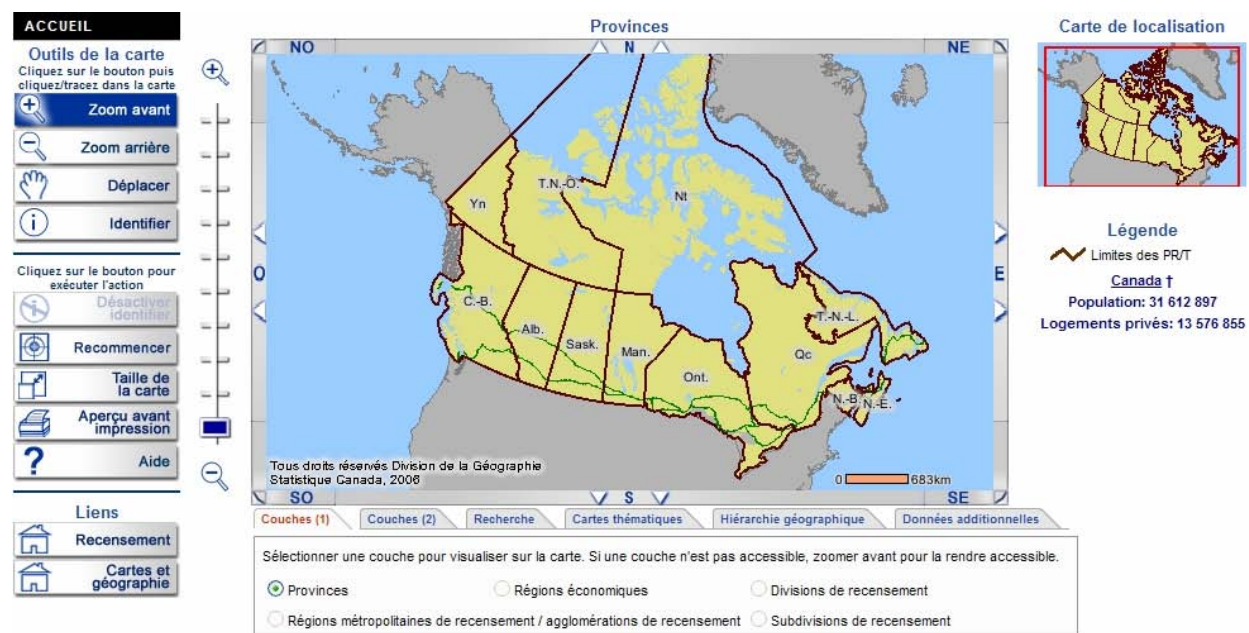 ACCUEIL
Outils de la carte
Cliquez sur le bouton puis
cliquez/tracez dans la carte
Zoom avant
Zoom arrière
Déplacer
Identifier
Cliquez sur le bouton pour
exécuter l'action
Désactiver
identifier
Recommencer
Taille de
la carte
Aperçu avant
impression
? Aide
Liens
Recensement
Cartes et
géographie
Provinces
NO N NE
O E
Yn
T.N.-O.
Nt
C.-B.
Alb.
Sask.
Man.
Ont.
Qc
T.-N.-L.
N.-B.
N.-E.
Tous droits réservés Division de la Géographie
Statistique Canada, 2006
0 683km
SO S SE
Couches (1) Couches (2) Recherche Cartes thématiques Hiérarchie géographique Données additionnelles
Sélectionner une couche pour visualiser sur la carte. Si une couche n'est pas accessible, zoomer avant pour la rendre accessible.
Provinces Régions économiques Divisions de recensement
Régions métropolitaines de recensement / agglomérations de recensement Subdivisions de recensement
Carte de localisation
Légende
Limites des PR/T
Canada †
Population: 31 612 897
Logements privés: 13 576 855